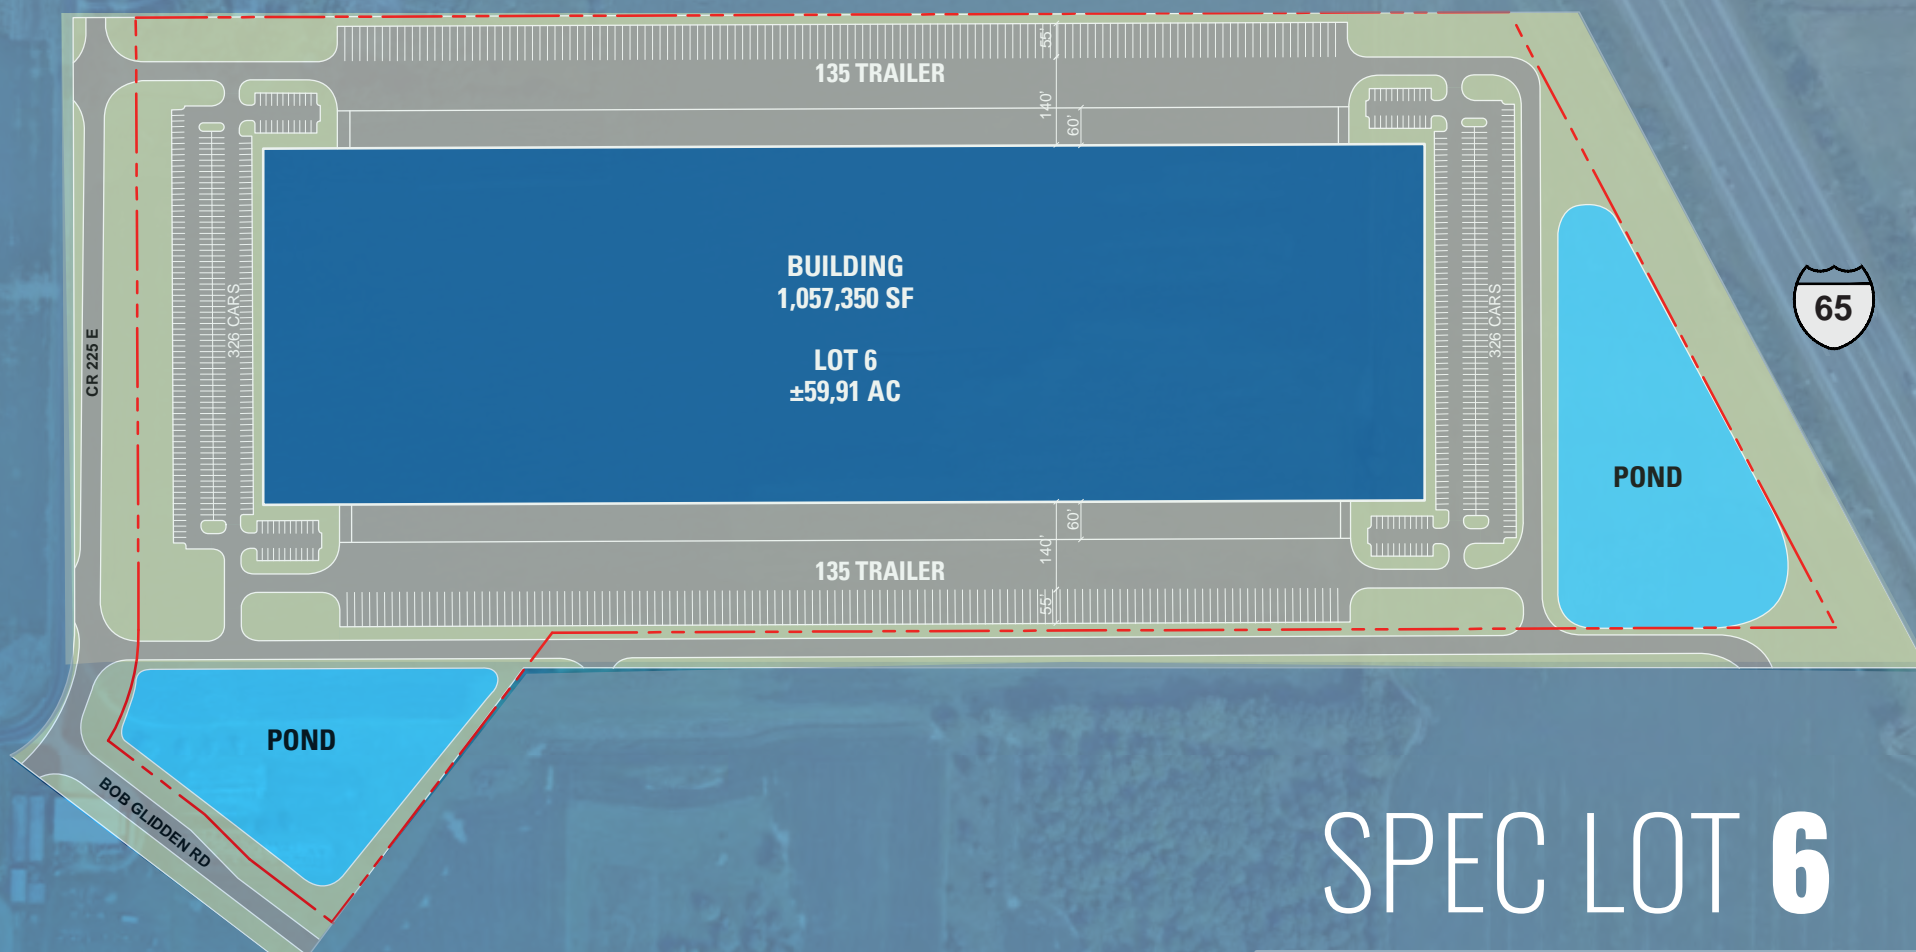 55'
135 TRAILER
140'
60'
BUILDING
1,057,350 SF
LOT 6
±59,91 AC
326 CARS
326 CARS
CR 225 E
65
POND
60'
140'
135 TRAILER
55'
POND
BOB GLIDDEN RD
SPEC LOT 6